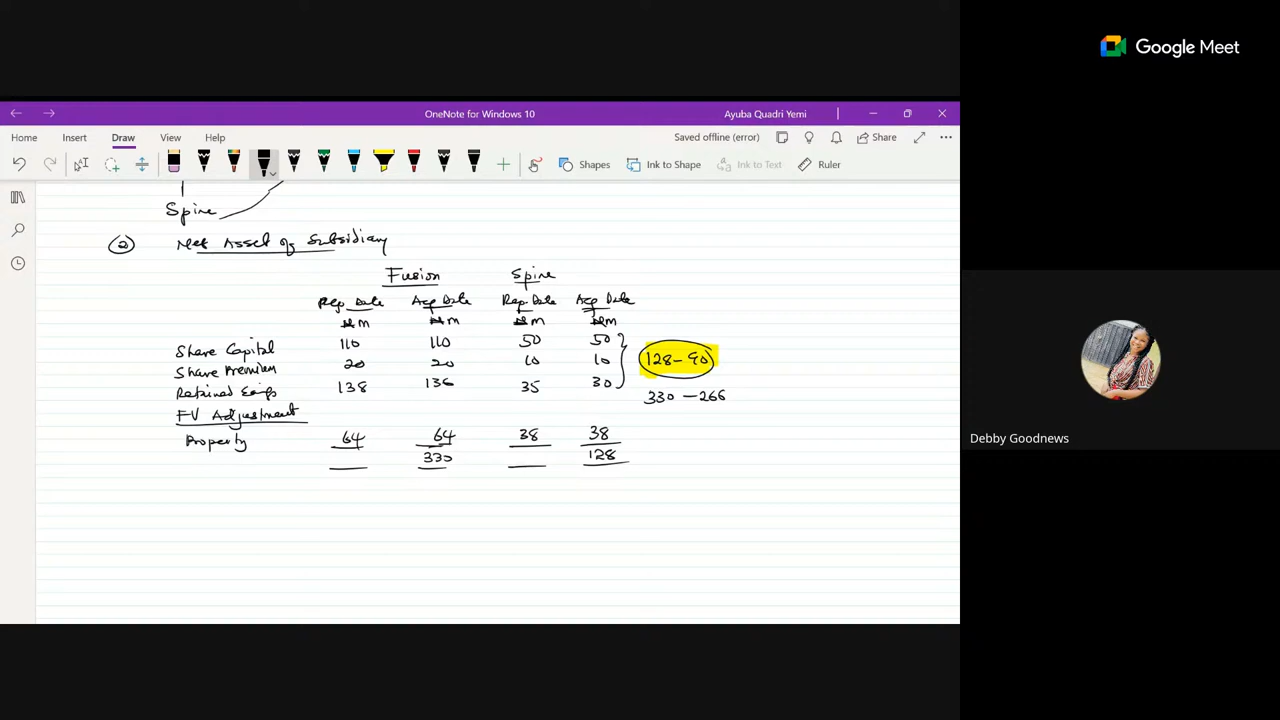 Google Meet
OneNote for Windows 10
Ayuba Quadri Yemi
Home Insert Draw View Help
Saved offline (error)
Share
Shapes Ink to Shape Ink to Text Ruler
Spine
② Net Asset of Subsidiary
Fusion Spine
Rep. Date Acq Date Rep. Date Acq Date
₦m ₦m ₦m ₦m
Share Capital 110 110 50 50
Share Premium 20 20 10 10 128 - 90
Retained Earnings 138 136 35 30
330 - 266
FV Adjustment
Property 64 64 38 38
330 128
Debby Goodnews